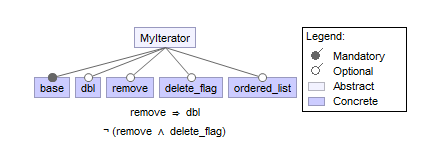 MyIterator
base dbl remove delete_flag ordered_list
remove ⇒ dbl
¬ (remove ∧ delete_flag)
Legend:
Mandatory
Optional
Abstract
Concrete